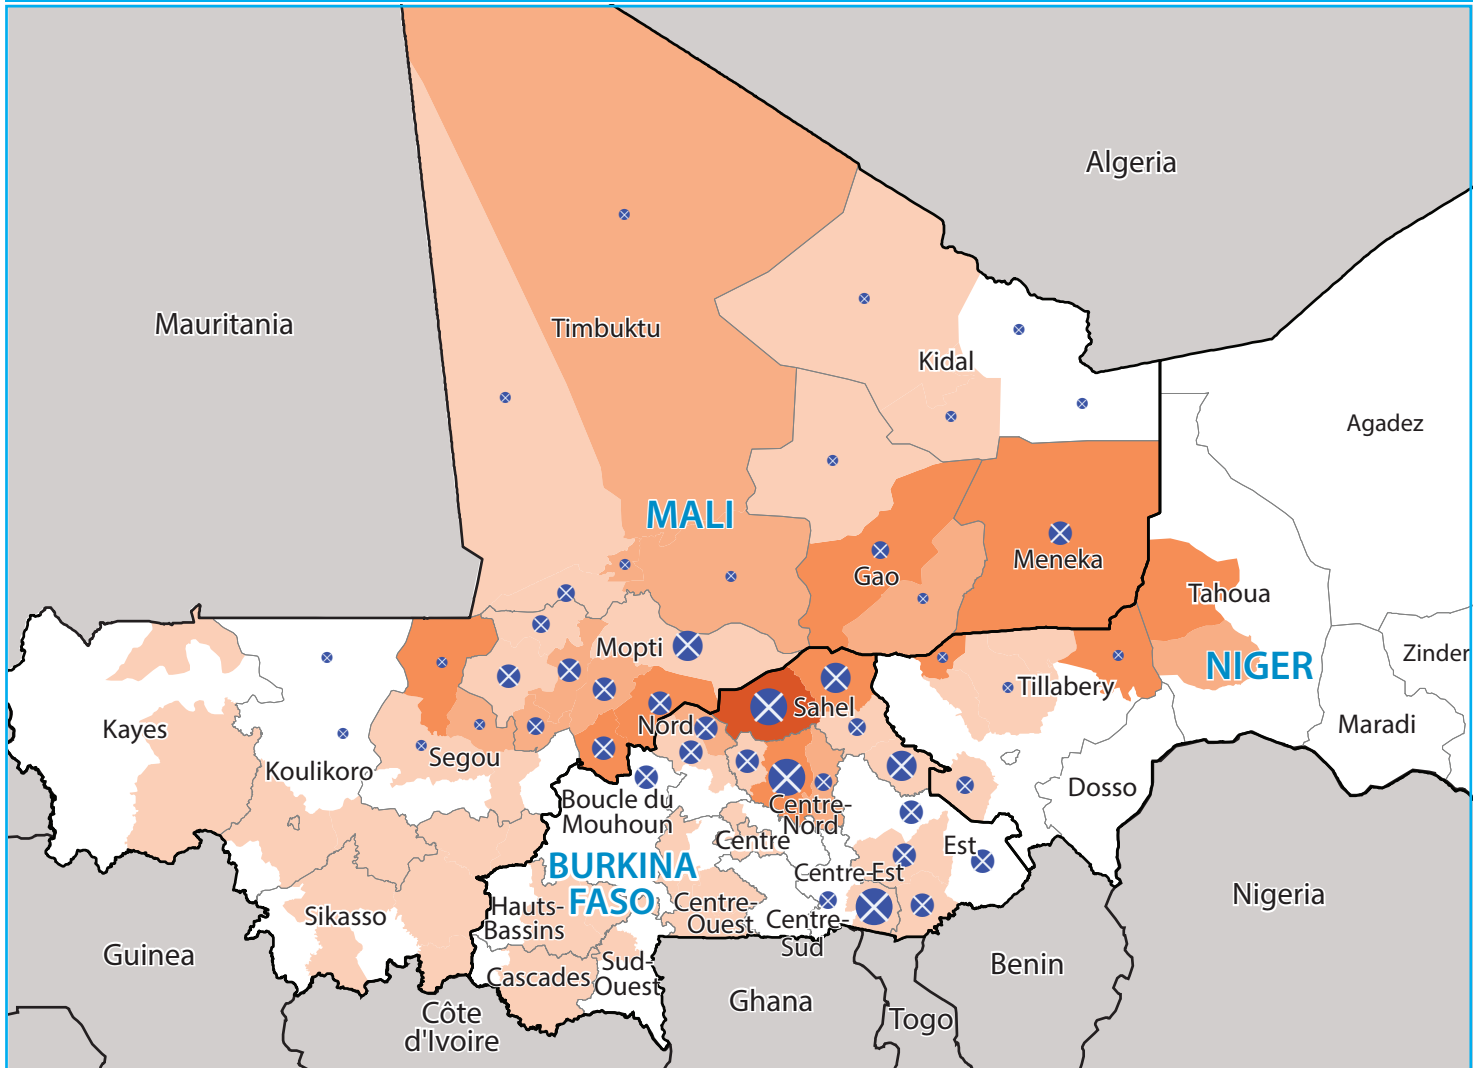 Algeria
Mauritania
Timbuktu
Kidal
Agadez
MALI
Meneka
Gao
Tahoua
Mopti
Zinder
NIGER
Tillabery
Sahel
Nord
Maradi
Kayes
Segou
Koulikoro
Dosso
Boucle du
Mouhoun
Centre-
Nord
Centre
Est
BURKINA
FASO
Centre-Est
Nigeria
Hauts-
Bassins
Centre-
Ouest
Sikasso
Centre-
Sud
Guinea
Cascades
Sud-
Ouest
Benin
Ghana
Côte
d'Ivoire
Togo